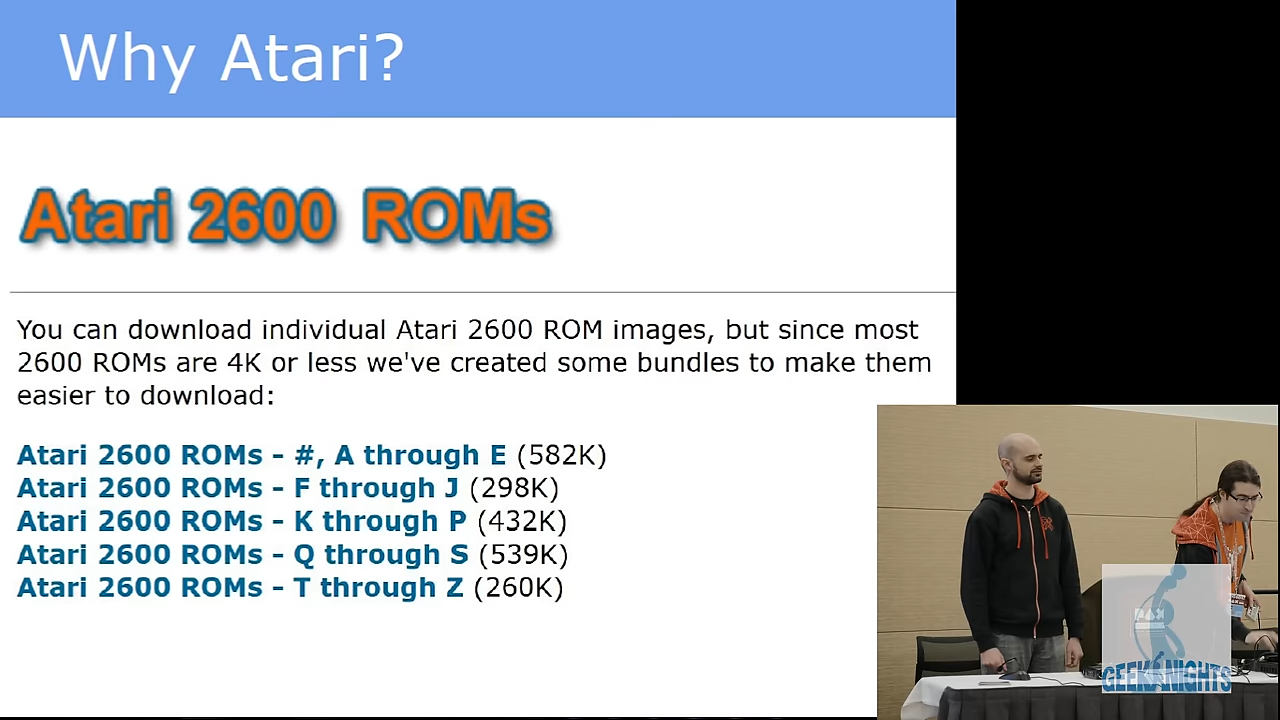 Why Atari?
Atari 2600 ROMs
You can download individual Atari 2600 ROM images, but since most
2600 ROMs are 4K or less we've created some bundles to make them
easier to download:
Atari 2600 ROMs - #, A through E (582K)
Atari 2600 ROMs - F through J (298K)
Atari 2600 ROMs - K through P (432K)
Atari 2600 ROMs - Q through S (539K)
Atari 2600 ROMs - T through Z (260K)
PAX
GEEKNIGHTS